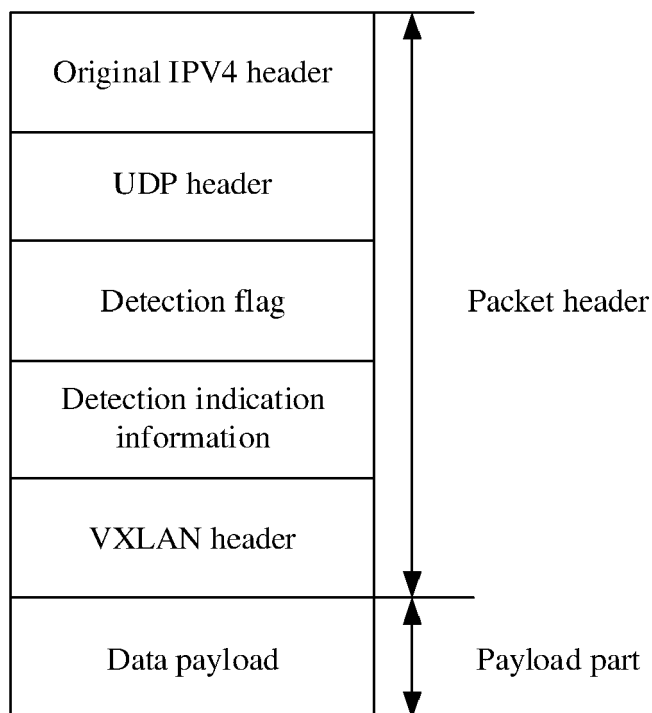 Original IPV4 header
UDP header
Detection flag
Packet header
Detection indication
information
VXLAN header
Data payload
Payload part